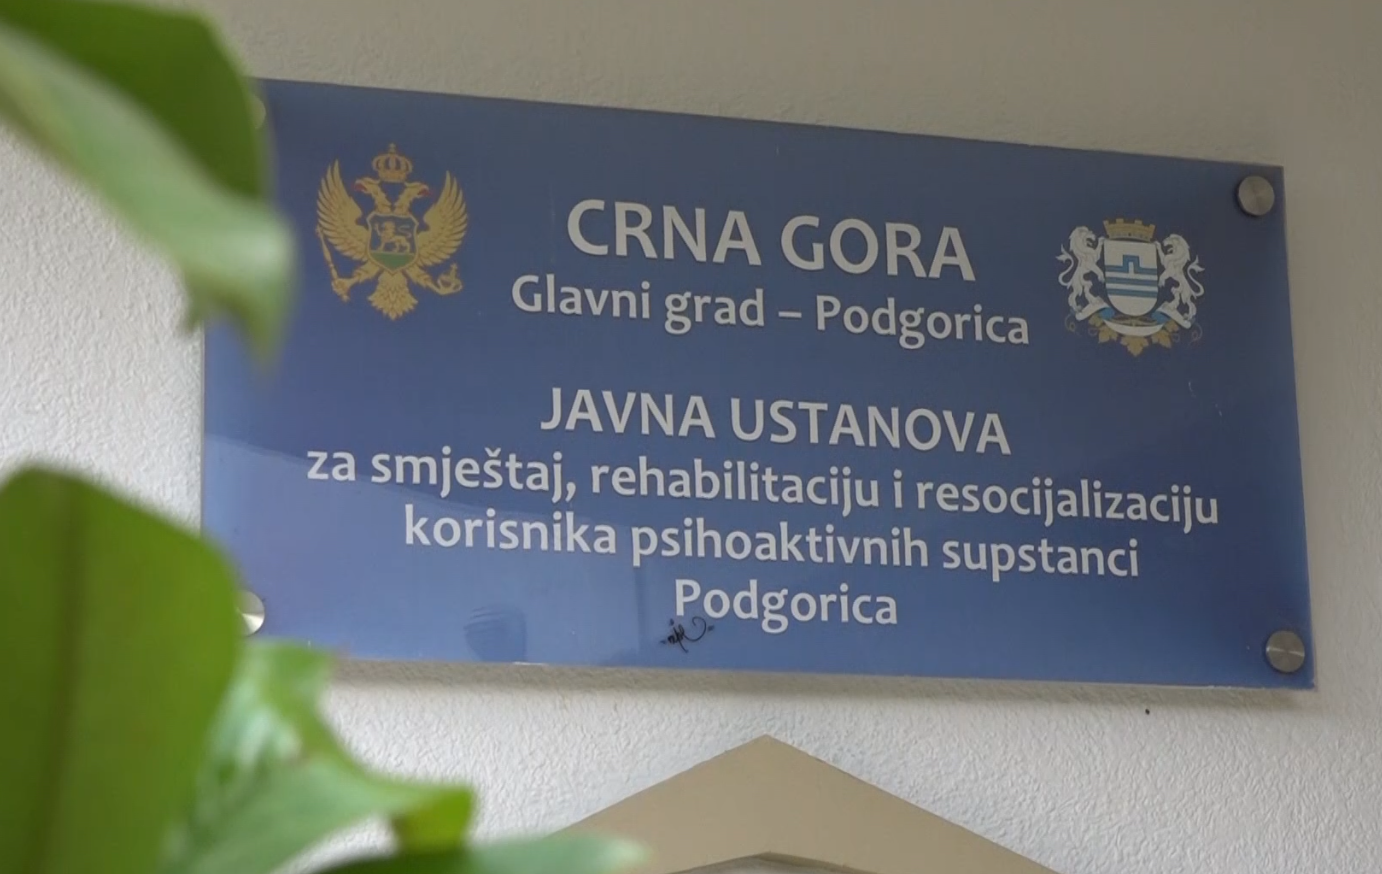 CRNA GORA
Glavni grad – Podgorica
JAVNA USTANOVA
za smještaj, rehabilitaciju i resocijalizaciju
korisnika psihoaktivnih supstanci
Podgorica